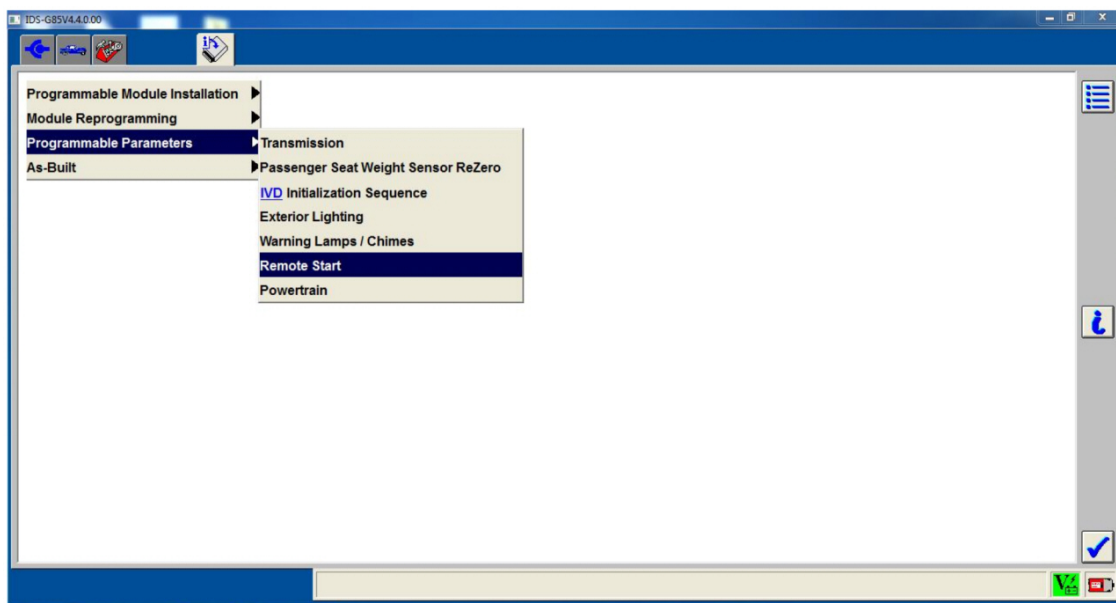 IDS-G85V4.4.0.00
Programmable Module Installation
Module Reprogramming
Programmable Parameters
As-Built
Transmission
Passenger Seat Weight Sensor ReZero
IVD Initialization Sequence
Exterior Lighting
Warning Lamps / Chimes
Remote Start
Powertrain